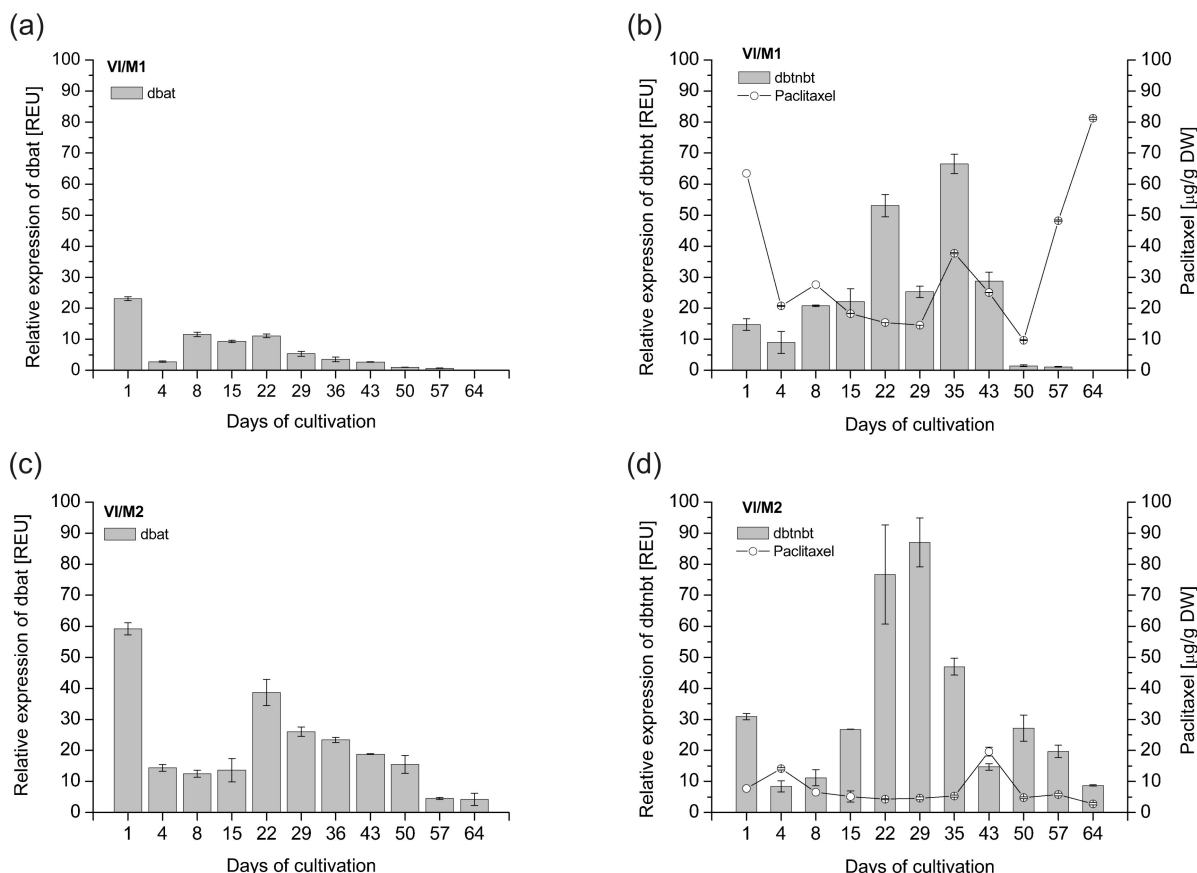 (a)
VI/M1
dbat
Relative expression of dbat [REU]
100
90
80
70
60
50
40
30
20
10
0
1 4 8 15 22 29 36 43 50 57 64
Days of cultivation
(b)
VI/M1
dbtnbt
Paclitaxel
Relative expression of dbtnbt [REU]
100
90
80
70
60
50
40
30
20
10
0
Paclitaxel [µg/g DW]
100
90
80
70
60
50
40
30
20
10
0
1 4 8 15 22 29 35 43 50 57 64
Days of cultivation
(c)
VI/M2
dbat
Relative expression of dbat [REU]
100
90
80
70
60
50
40
30
20
10
0
1 4 8 15 22 29 36 43 50 57 64
Days of cultivation
(d)
VI/M2
dbtnbt
Paclitaxel
Relative expression of dbtnbt [REU]
100
90
80
70
60
50
40
30
20
10
0
Paclitaxel [µg/g DW]
100
90
80
70
60
50
40
30
20
10
0
1 4 8 15 22 29 35 43 50 57 64
Days of cultivation